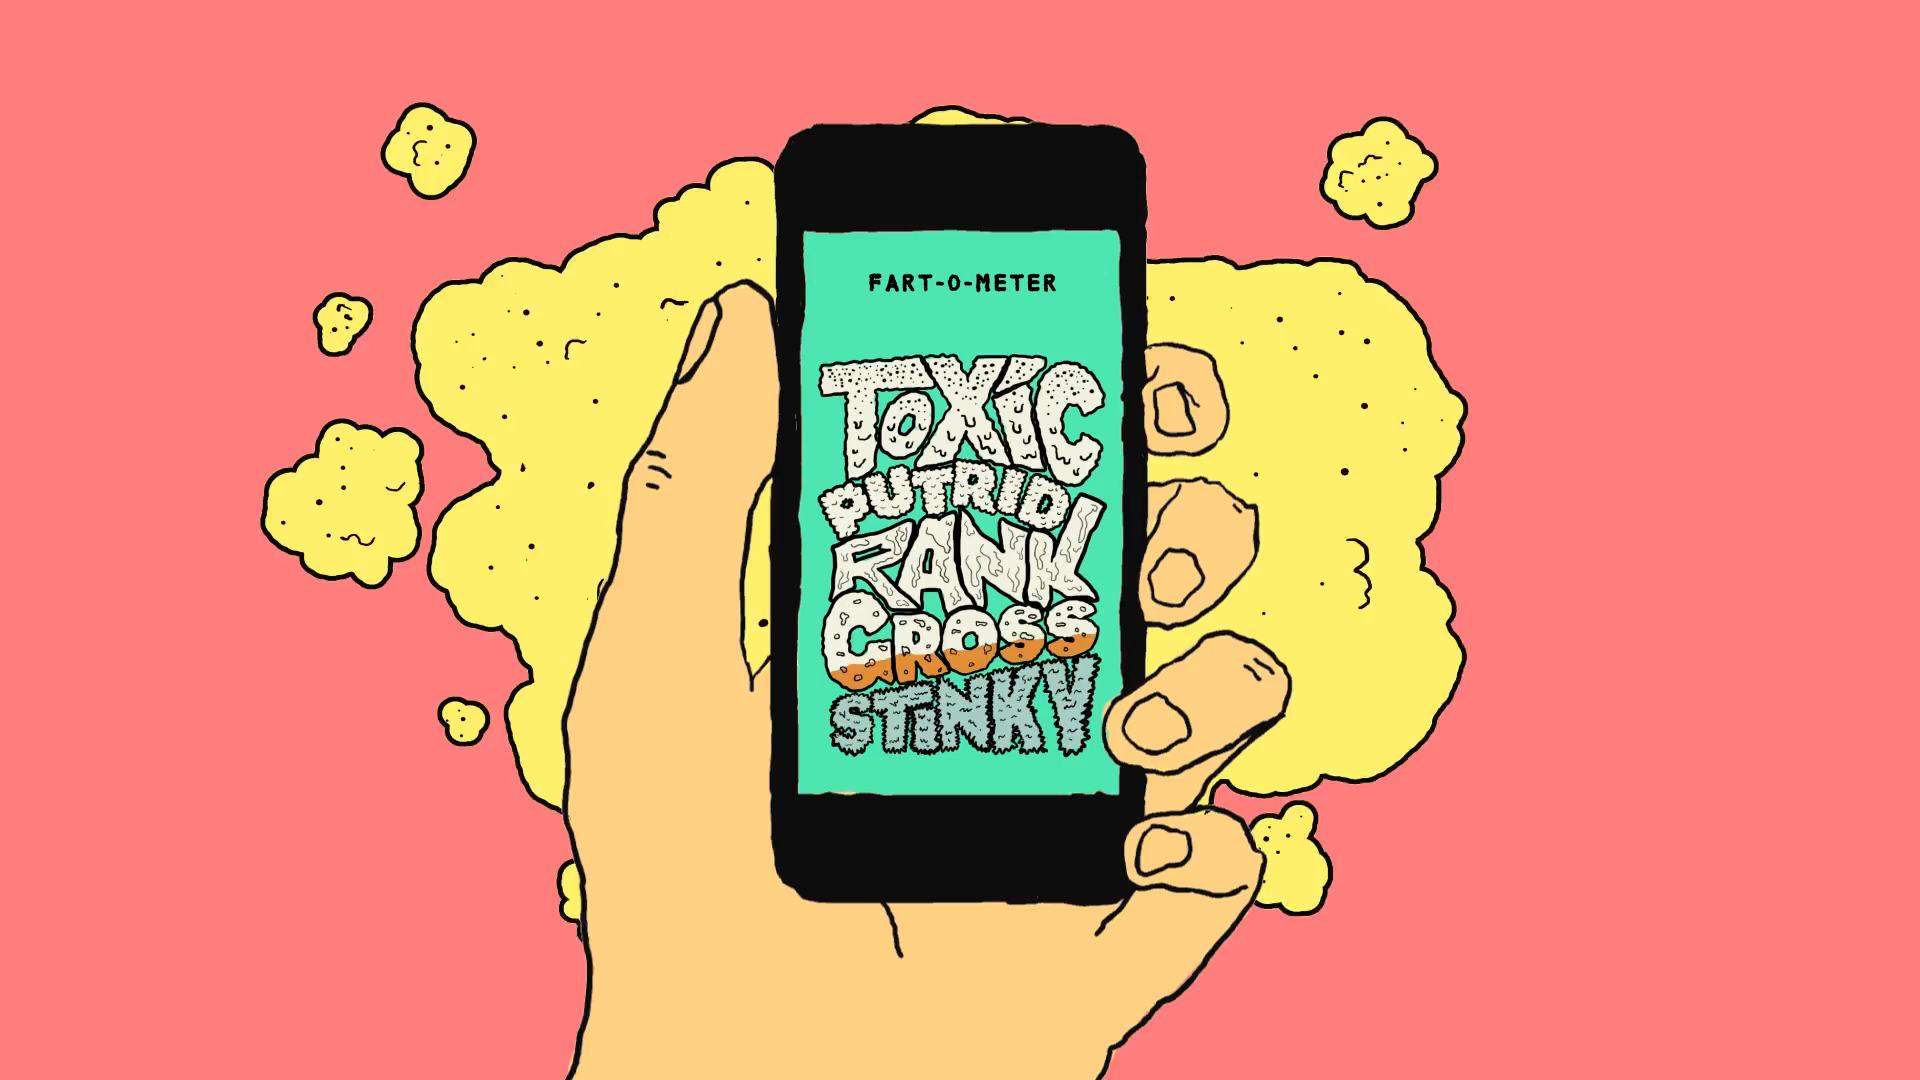 FART-O-METER
TOXIC
PUTRID
RANK
GROSS
STINKY